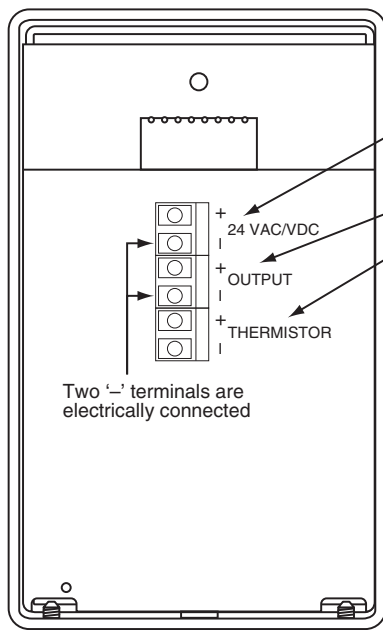 +
24 VAC/VDC
–
+
OUTPUT
–
+
THERMISTOR
–
Two ‘–’ terminals are
electrically connected